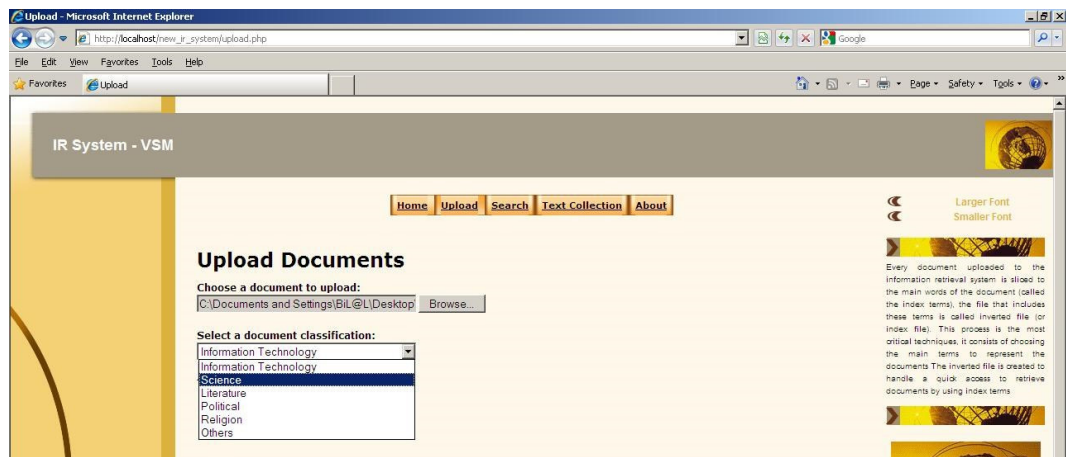 Upload - Microsoft Internet Explorer
http://localhost/new_ir_system/upload.php
Google
File Edit View Favorites Tools Help
Favorites Upload
Page Safety Tools
IR System - VSM
Home Upload Search Text Collection About
Larger Font
Smaller Font
Upload Documents
Choose a document to upload:
C:\Documents and Settings\BiL@L\Desktop Browse...
Select a document classification:
Information Technology
Information Technology
Science
Literature
Political
Religion
Others
Every document uploaded to the
information retrieval system is sliced to
the main words of the document (called
the index terms), the file that includes
these terms is called inverted file (or
index file). This process is the most
critical techniques, it consists of choosing
the main terms to represent the
documents The inverted file is created to
handle a quick access to retrieve
documents by using index terms